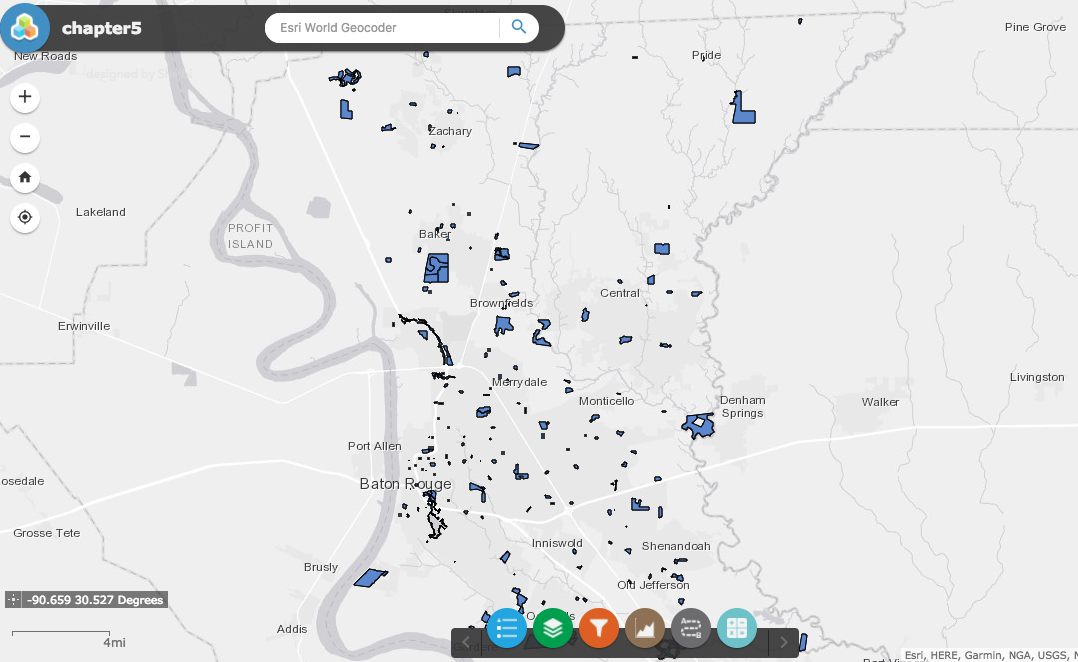 chapter5
Esri World Geocoder
Pine Grove
Pride
New Roads
designed by
Zachary
Lakeland
PROFIT
ISLAND
Baker
Central
Brownfields
Erwinville
Merrydale
Livingston
Monticello
Denham
Springs
Walker
Port Allen
osedale
Baton Rouge
Grosse Tete
Inniswold
Shenandoah
Brusly
Old Jefferson
-90.659 30.527 Degrees
Addis
4mi
Esri, HERE, Garmin, NGA, USGS, N